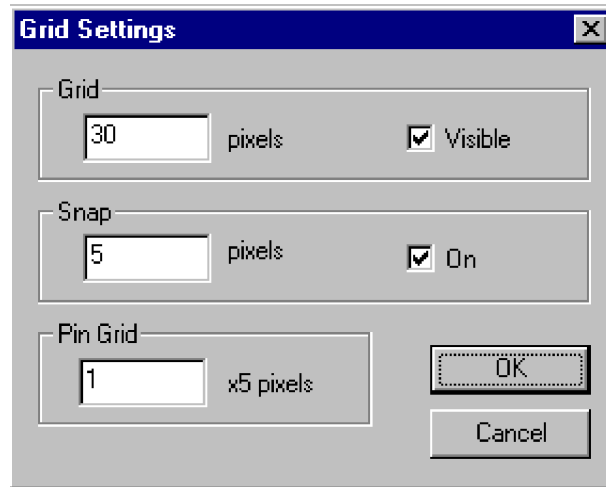 Grid Settings
Grid
30 pixels Visible
Snap
5 pixels On
Pin Grid
1 x5 pixels
OK
Cancel